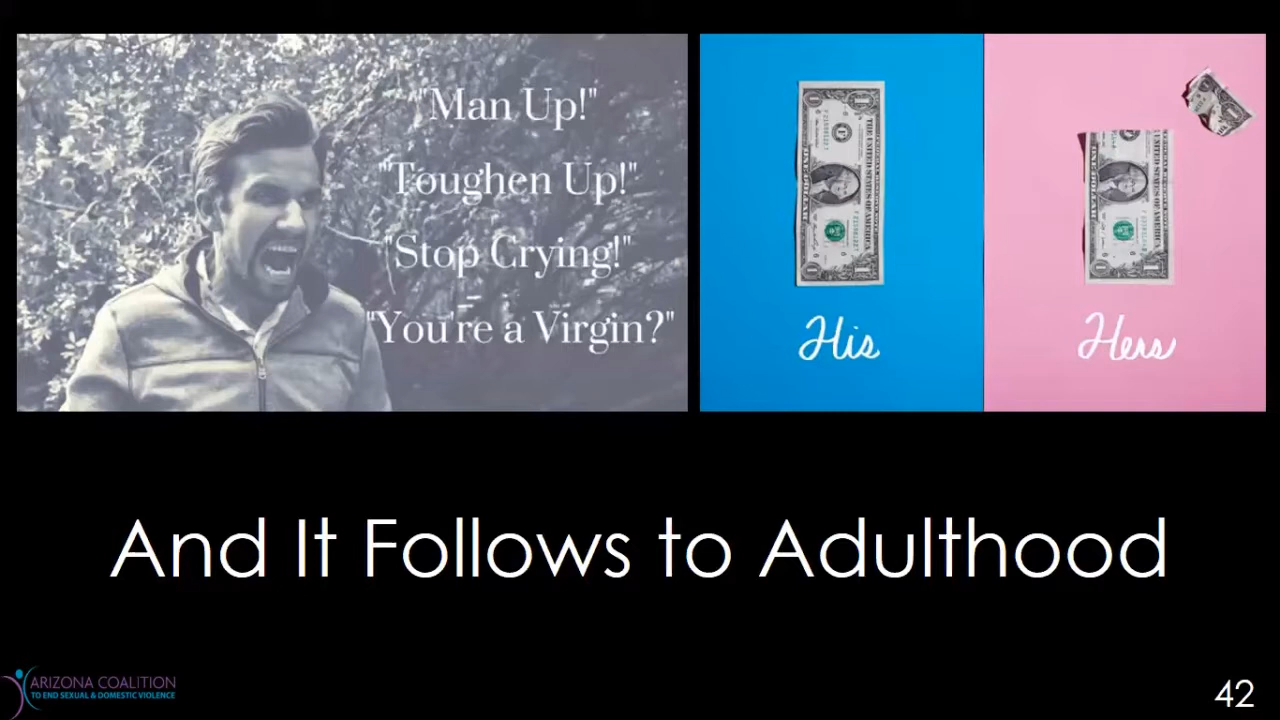 "Man Up!"
"Toughen Up!"
"Stop Crying!"
"You're a Virgin?"
His
Hers
And It Follows to Adulthood
ARIZONA COALITION
TO END SEXUAL & DOMESTIC VIOLENCE
42